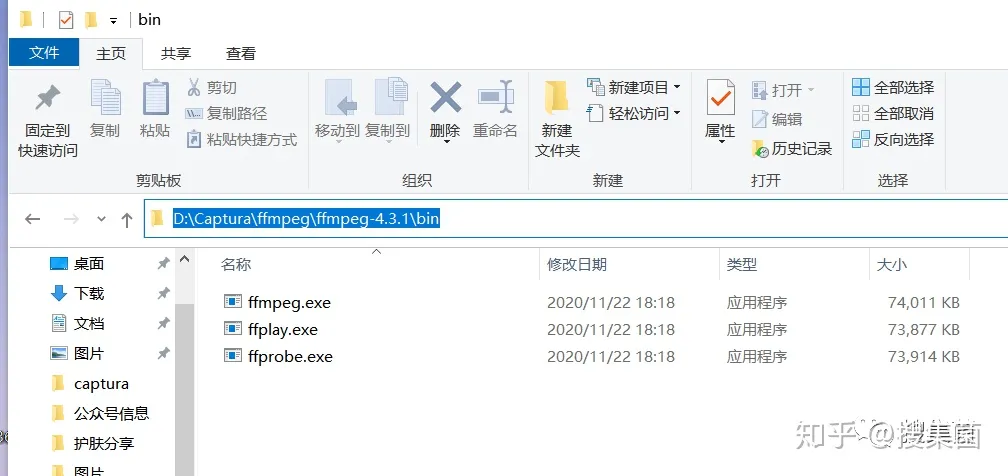 bin
文件 主页 共享 查看
固定到快速访问 复制 粘贴 剪切 复制路径 粘贴快捷方式 移动到 复制到 删除 重命名 新建文件夹 新建项目 轻松访问 属性 打开 编辑 历史记录 全部选择 全部取消 反向选择
剪贴板 组织 新建 打开 选择
D:\Captura\ffmpeg\ffmpeg-4.3.1\bin
名称 修改日期 类型 大小
桌面
下载
文档
图片
captura
公众号信息
护肤分享
图片
ffmpeg.exe 2020/11/22 18:18 应用程序 74,011 KB
ffplay.exe 2020/11/22 18:18 应用程序 73,877 KB
ffprobe.exe 2020/11/22 18:18 应用程序 73,914 KB
知乎 @搜集菌